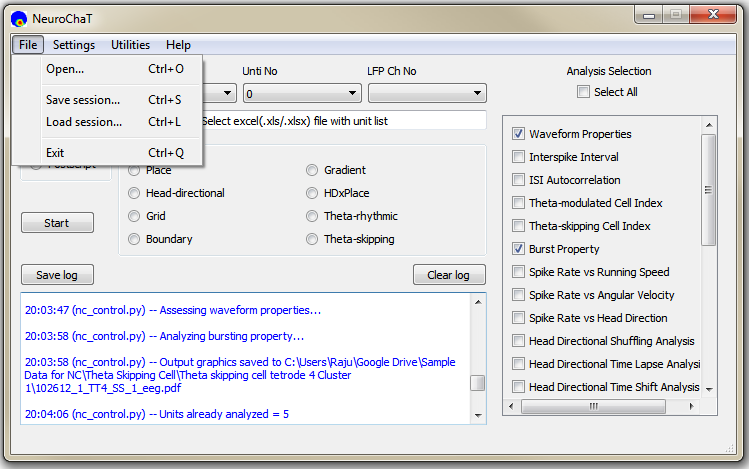 NeuroChaT
File Settings Utilities Help
Open... Ctrl+O
Save session... Ctrl+S
Load session... Ctrl+L
Exit Ctrl+Q
Unti No
LFP Ch No
0
Select excel(.xls/.xlsx) file with unit list
Place
Gradient
Head-directional
HDxPlace
Grid
Theta-rhythmic
Boundary
Theta-skipping
Start
Save log
Clear log
20:03:47 (nc_control.py) -- Assessing waveform properties...
20:03:58 (nc_control.py) -- Analyzing bursting property...
20:03:58 (nc_control.py) -- Output graphics saved to C:\Users\Raju\Google Drive\Sample
Data for NC\Theta Skipping Cell\Theta skipping cell tetrode 4 Cluster
1\102612_1_TT4_SS_1_eeg.pdf
20:04:06 (nc_control.py) -- Units already analyzed = 5
Analysis Selection
Select All
Waveform Properties
Interspike Interval
ISI Autocorrelation
Theta-modulated Cell Index
Theta-skipping Cell Index
Burst Property
Spike Rate vs Running Speed
Spike Rate vs Angular Velocity
Spike Rate vs Head Direction
Head Directional Shuffling Analysis
Head Directional Time Lapse Analysi
Head Directional Time Shift Analysis